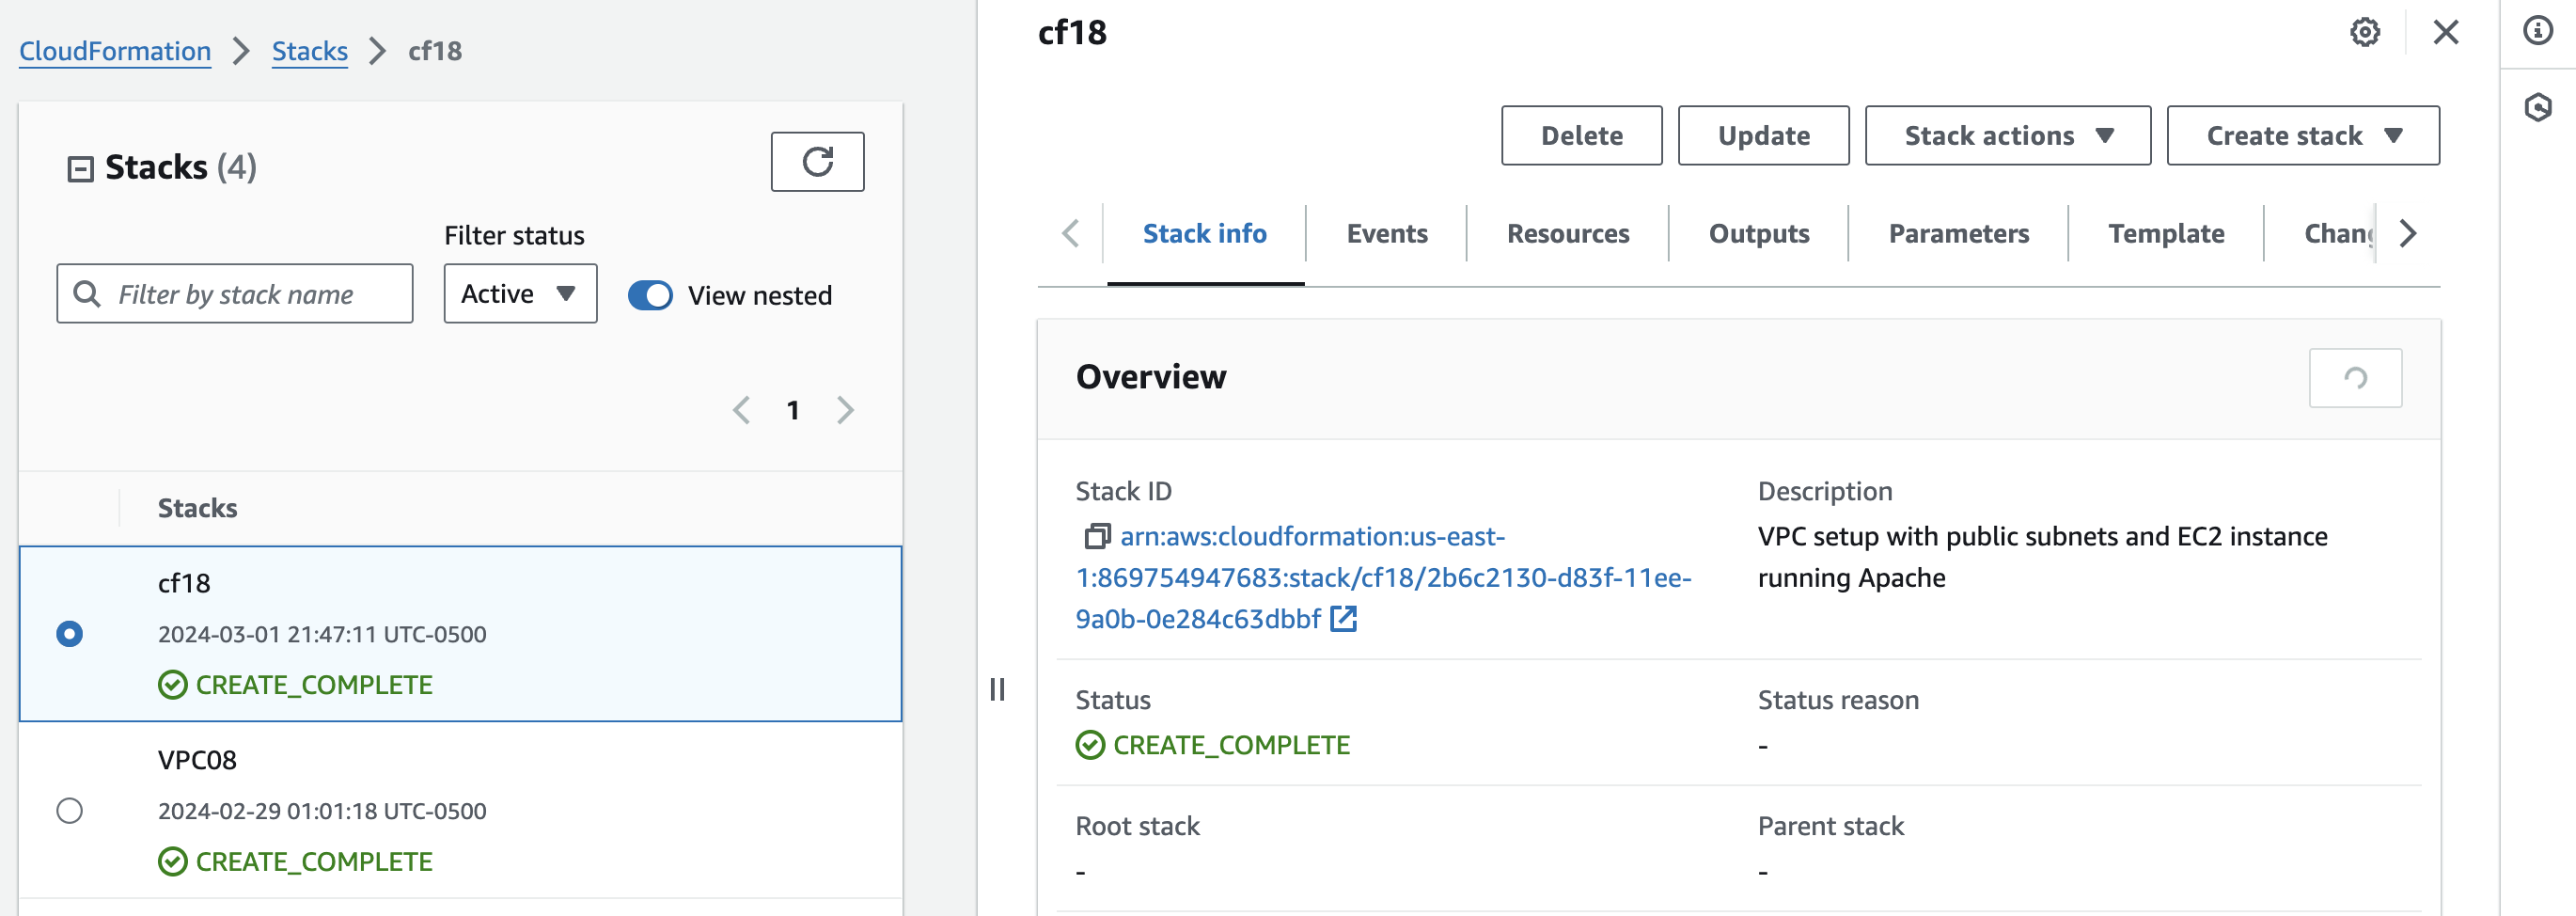 CloudFormation > Stacks > cf18
Stacks (4)
Filter status
Filter by stack name
Active
View nested
1
Stacks
cf18
2024-03-01 21:47:11 UTC-0500
CREATE_COMPLETE
VPC08
2024-02-29 01:01:18 UTC-0500
CREATE_COMPLETE
cf18
Delete Update Stack actions Create stack
Stack info Events Resources Outputs Parameters Template
Overview
Stack ID
arn:aws:cloudformation:us-east-
1:869754947683:stack/cf18/2b6c2130-d83f-11ee-
9a0b-0e284c63dbbf
Description
VPC setup with public subnets and EC2 instance
running Apache
Status
CREATE_COMPLETE
Status reason
-
Root stack
-
Parent stack
-